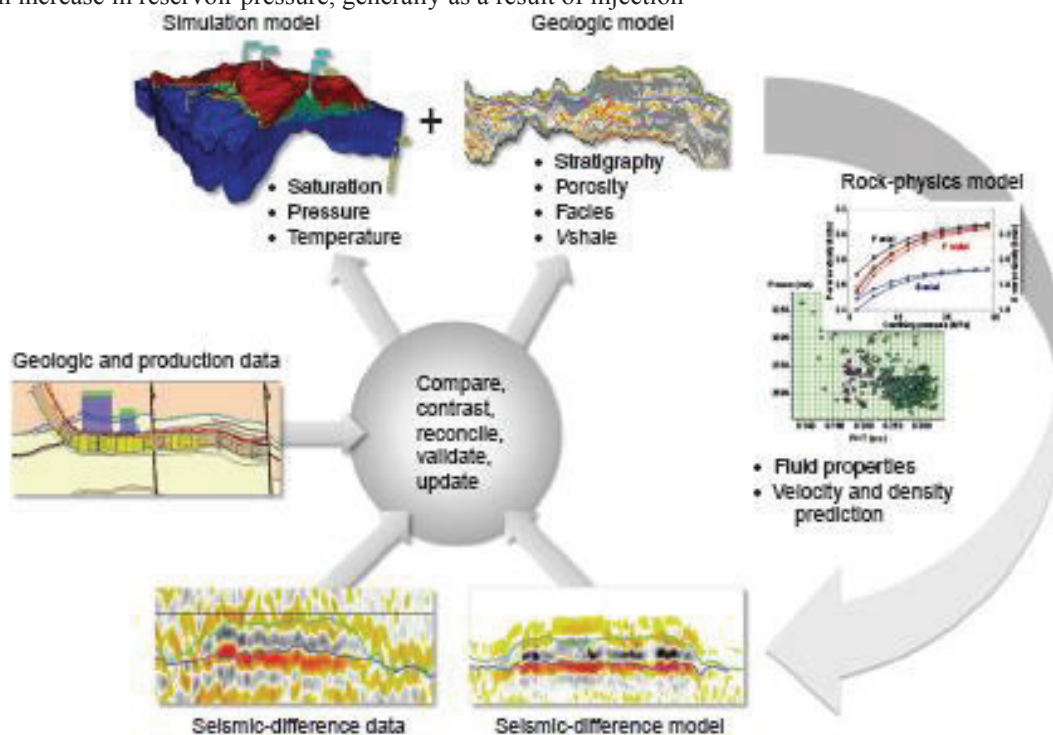 an increase in reservoir pressure, generally as a result of injection
Simulation model
Geologic model
+
• Saturation
• Pressure
• Temperature
• Stratigraphy
• Porosity
• Facies
• Vshale
Rock-physics model
Geologic and production data
Compare,
contrast,
reconcile,
validate,
update
• Fluid properties
• Velocity and density
prediction
Seismic-difference data
Seismic-difference model